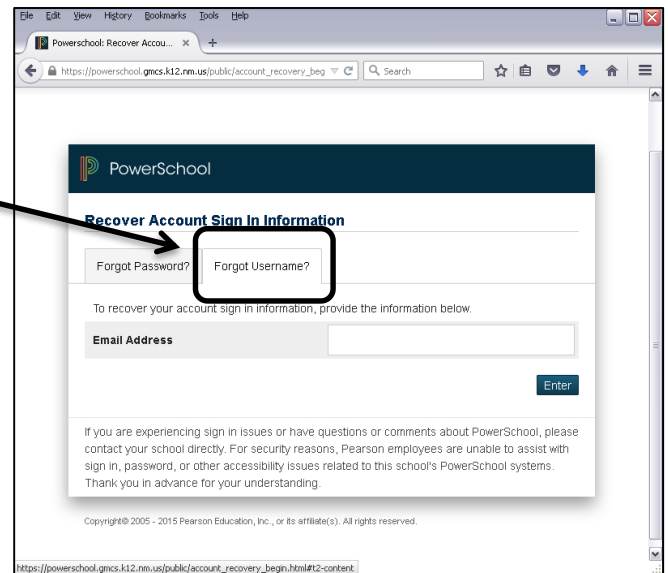 File Edit View History Bookmarks Tools Help
Powerschool: Recover Accou... × +
https://powerschool.gmcs.k12.nm.us/public/account_recovery_beg Search
PowerSchool
Recover Account Sign In Information
Forgot Password? Forgot Username?
To recover your account sign in information, provide the information below.
Email Address
Enter
If you are experiencing sign in issues or have questions or comments about PowerSchool, please
contact your school directly. For security reasons, Pearson employees are unable to assist with
sign in, password, or other accessibility issues related to this school's PowerSchool systems.
Thank you in advance for your understanding.
Copyright© 2005 - 2015 Pearson Education, Inc., or its affiliate(s). All rights reserved.
https://powerschool.gmcs.k12.nm.us/public/account_recovery_begin.html#t2-content